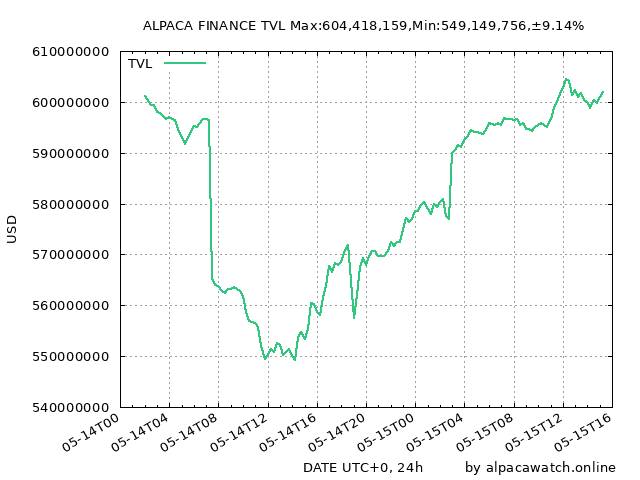 ALPACA FINANCE TVL Max:604,418,159,Min:549,149,756,±9.14%
TVL
610000000
600000000
590000000
580000000
570000000
560000000
550000000
540000000
USD
05-14T00
05-14T04
05-14T08
05-14T12
05-14T16
05-14T20
05-15T00
05-15T04
05-15T08
05-15T12
05-15T16
DATE UTC+0, 24h
by alpacawatch.online